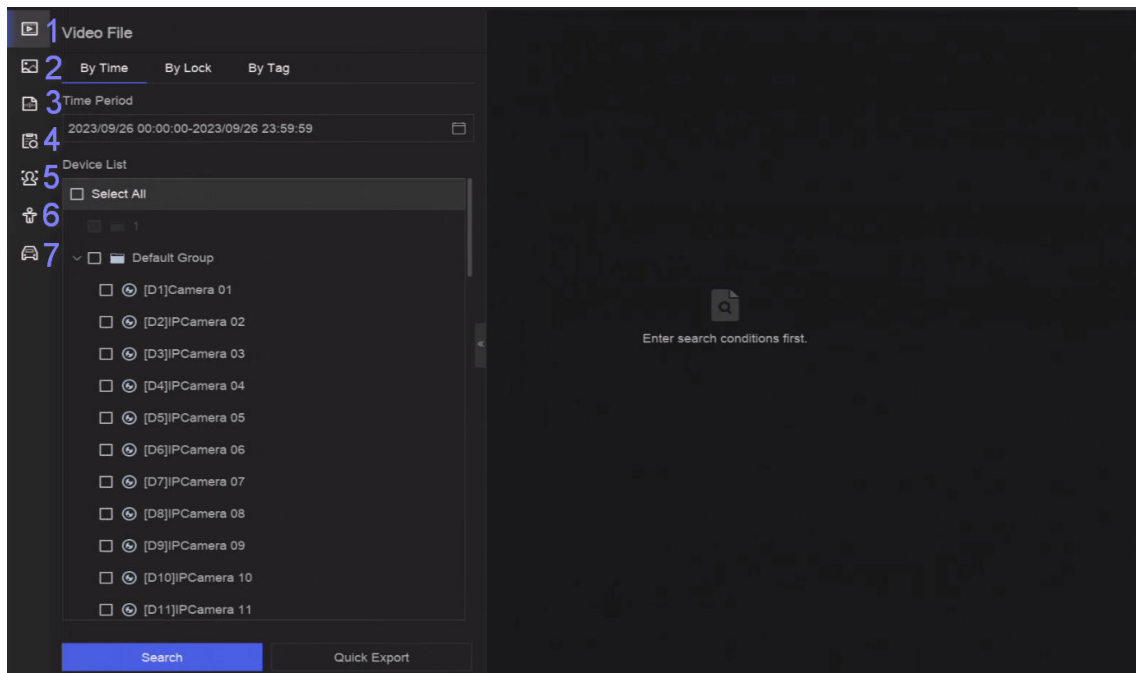 1
Video File
2
By Time By Lock By Tag
3
Time Period
2023/09/26 00:00:00-2023/09/26 23:59:59
4
Device List
5
Select All
6
1
7
Default Group
[D1]Camera 01
[D2]IPCamera 02
[D3]IPCamera 03
[D4]IPCamera 04
[D5]IPCamera 05
[D6]IPCamera 06
[D7]IPCamera 07
[D8]IPCamera 08
[D9]IPCamera 09
[D10]IPCamera 10
[D11]IPCamera 11
Search Quick Export
Enter search conditions first.